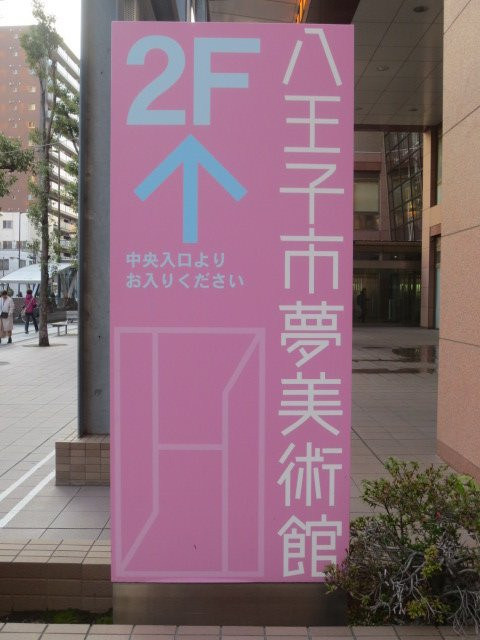 八王子市夢美術館
2F
↑
中央入口より
お入りください